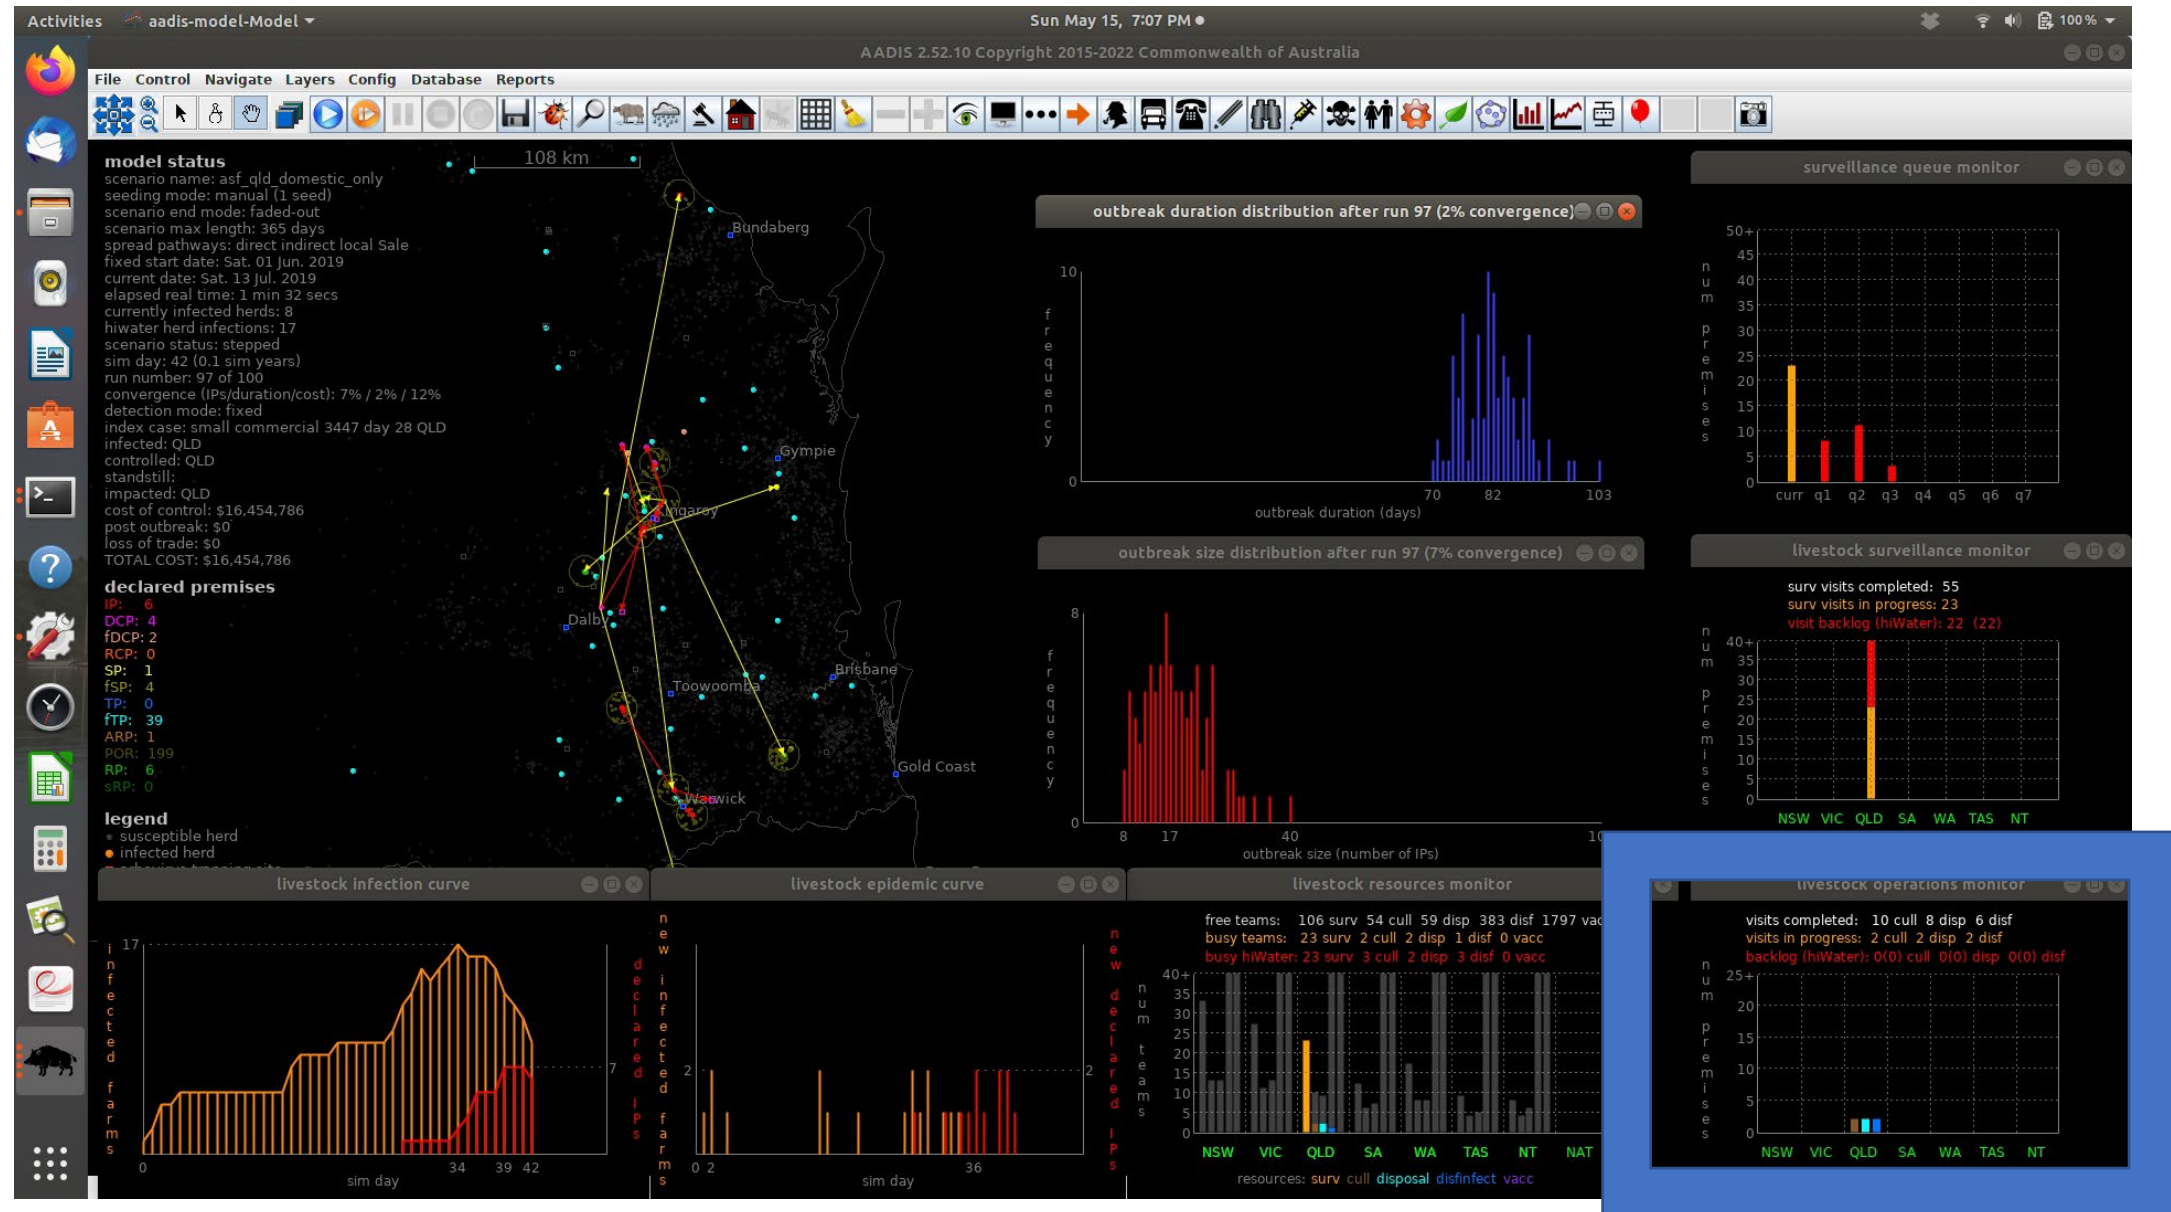 Activities aadis-model-Model Sun May 15, 7:07 PM 100%
AADIS 2.52.10 Copyright 2015-2022 Commonwealth of Australia
File Control Navigate Layers Config Database Reports
model status
scenario name: asf_qld_domestic_only
seeding mode: manual (1 seed)
scenario end mode: faded-out
scenario max length: 365 days
spread pathways: direct indirect local Sale
fixed start date: Sat. 01 Jun. 2019
current date: Sat. 13 Jul. 2019
elapsed real time: 1 min 32 secs
currently infected herds: 8
hiwater herd infections: 17
scenario status: stepped
sim day: 42 (0.1 sim years)
run number: 97 of 100
convergence (IPs/duration/cost): 7% / 2% / 12%
detection mode: fixed
index case: small commercial 3447 day 28 QLD
infected: QLD
controlled: QLD
standstill:
impacted: QLD
cost of control: $16,454,786
post outbreak: $0
loss of trade: $0
TOTAL COST: $16,454,786
declared premises
IP: 6
DCP: 4
fDCP: 2
RCP: 0
SP: 1
fSP: 4
TP: 0
fTP: 39
ARP: 1
POR: 199
RP: 6
sRP: 0
legend
susceptible herd
infected herd
108 km
Bundaberg
Gympie
Dalby
Toowoomba
Brisbane
Gold Coast
Warwick
outbreak duration distribution after run 97 (2% convergence)
frequency
10
0
70 82 103
outbreak duration (days)
outbreak size distribution after run 97 (7% convergence)
frequency
8
0
8 17 40
outbreak size (number of IPs)
surveillance queue monitor
num premises
50+
45
40
35
30
25
20
15
10
5
0
curr q1 q2 q3 q4 q5 q6 q7
livestock surveillance monitor
surv visits completed: 55
surv visits in progress: 23
visit backlog (hiWater): 22 (22)
num premises
40+
35
30
25
20
15
10
5
0
NSW VIC QLD SA WA TAS NT
livestock infection curve
infected farms
declared IPs
17
7
0 34 39 42
sim day
livestock epidemic curve
new infected farms
new declared IPs
2 2
0 2 36
sim day
livestock resources monitor
free teams: 106 surv 54 cull 59 disp 383 disf 1797 vac
busy teams: 23 surv 2 cull 2 disp 1 disf 0 vacc
busy hiWater: 23 surv 3 cull 2 disp 3 disf 0 vacc
num teams
40+
35
30
25
20
15
10
5
0
NSW VIC QLD SA WA TAS NT NAT
resources: surv cull disposal disfinfect vacc
livestock operations monitor
visits completed: 10 cull 8 disp 6 disf
visits in progress: 2 cull 2 disp 2 disf
backlog (hiWater): 0(0) cull 0(0) disp 0(0) disf
num premises
25+
20
15
10
5
0
NSW VIC QLD SA WA TAS NT